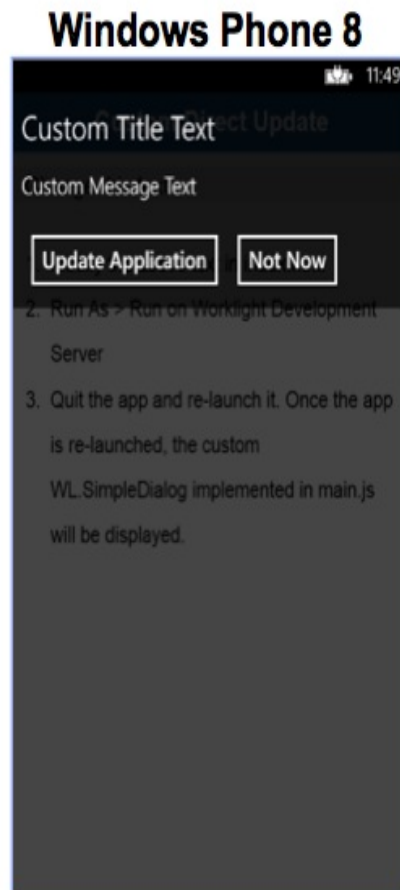 Windows Phone 8
11:49
Direct Update
Custom Title Text
Custom Message Text
Update Application
Not Now
2. Run As > Run on Worklight Development
Server
3. Quit the app and re-launch it. Once the app
is re-launched, the custom
WL.SimpleDialog implemented in main.js
will be displayed.